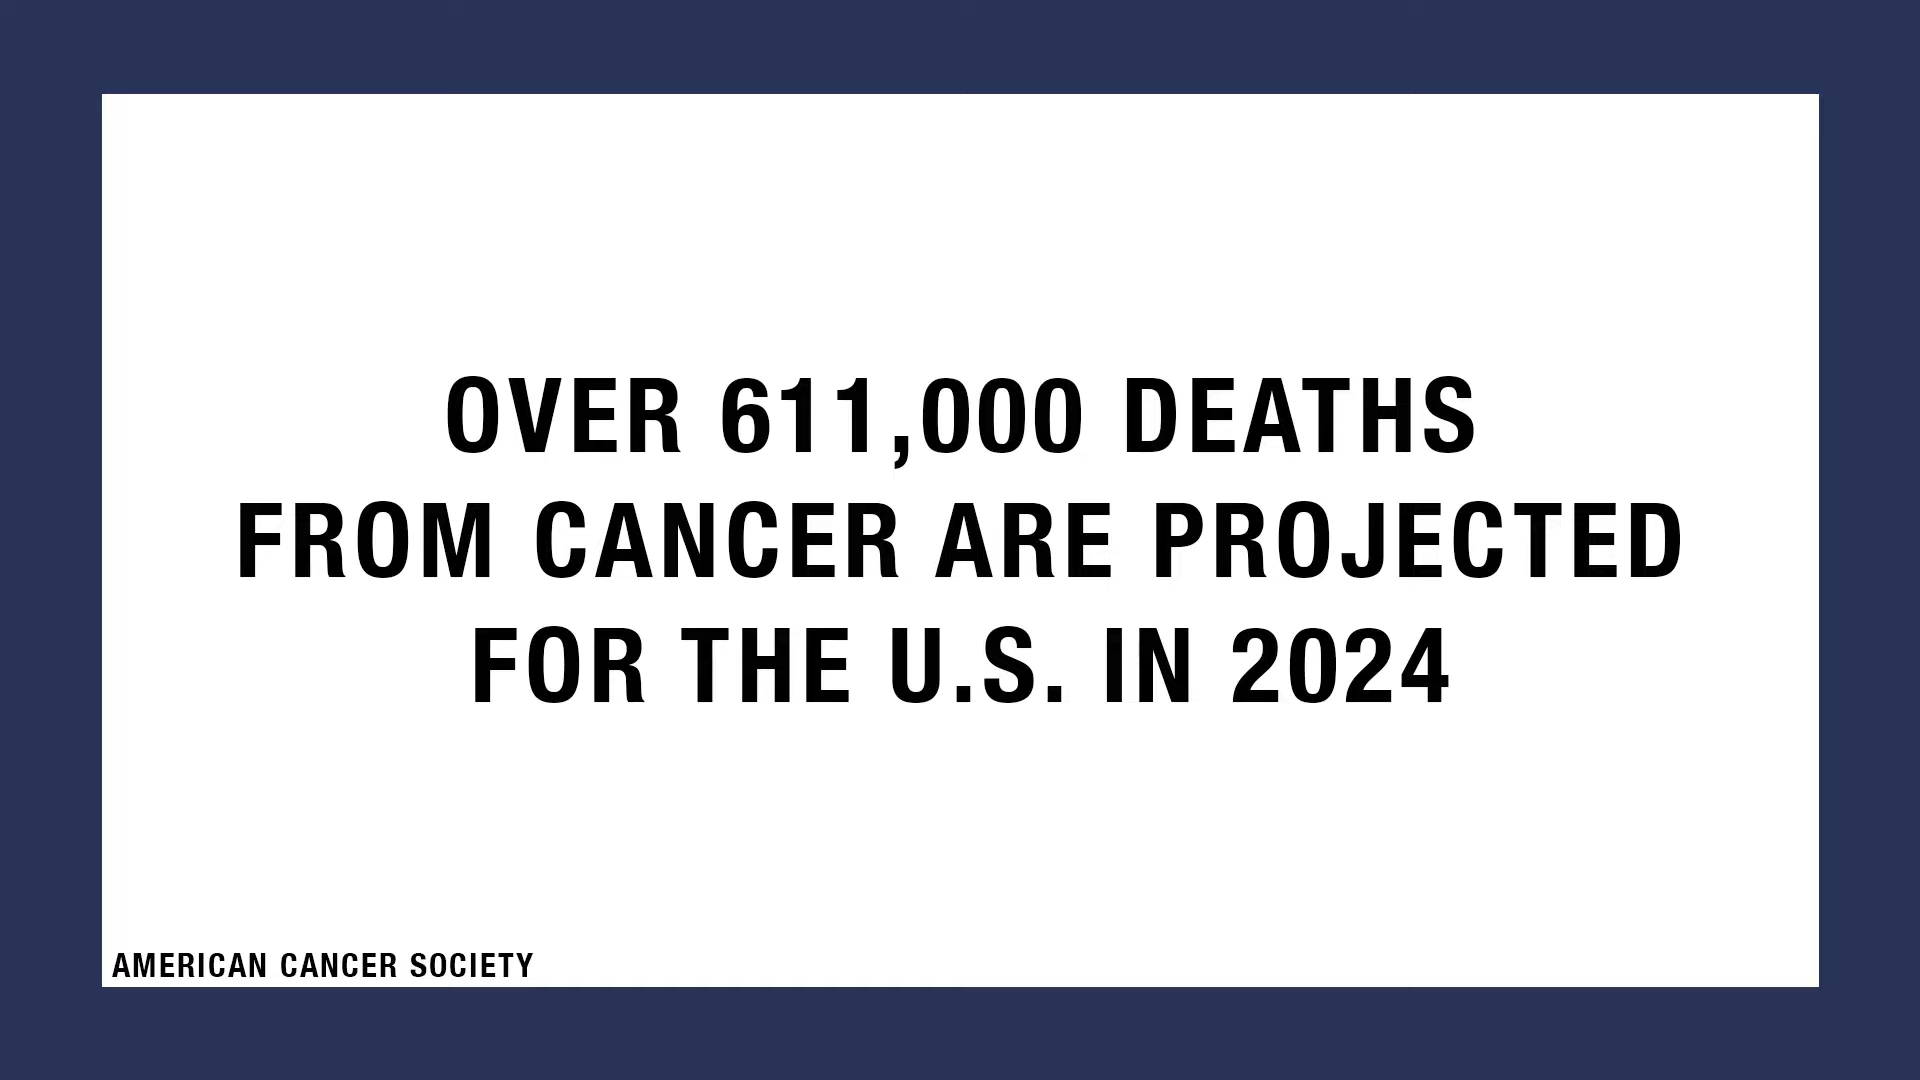 OVER 611,000 DEATHS
FROM CANCER ARE PROJECTED
FOR THE U.S. IN 2024
AMERICAN CANCER SOCIETY